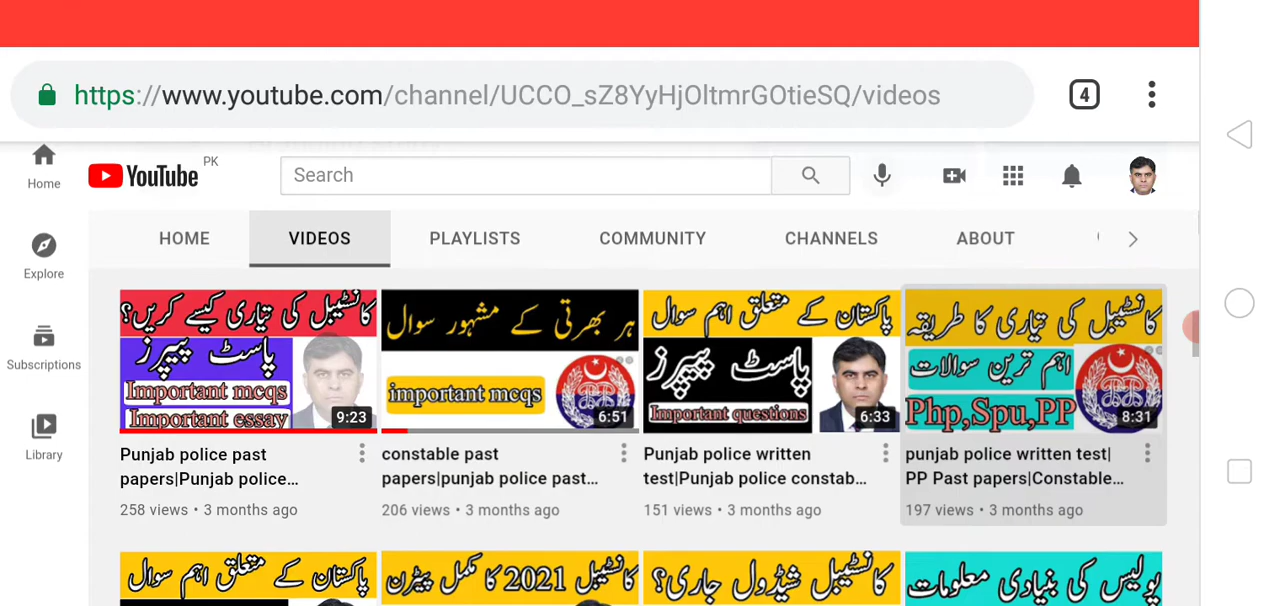 https://www.youtube.com/channel/UCCO_sZ8YyHjOltmrGOtieSQ/videos
4
Home
YouTube PK
Search
Explore
Subscriptions
Library
HOME
VIDEOS
PLAYLISTS
COMMUNITY
CHANNELS
ABOUT
کانسٹیبل کی تیاری کیسے کریں؟
پاسٹ پیپرز
Important mcqs
Important essay
9:23
Punjab police past
papers|Punjab police...
258 views • 3 months ago
ہر بھرتی کے مشہور سوال
important mcqs
6:51
constable past
papers|punjab police past...
206 views • 3 months ago
پاکستان کے متعلق اہم سوال
پاسٹ پیپرز
Important questions
6:33
Punjab police written
test|Punjab police constab...
151 views • 3 months ago
کانسٹیبل کی تیاری کا طریقہ
اہم ترین سوالات
Php,Spu,PP
8:31
punjab police written test|
PP Past papers|Constable...
197 views • 3 months ago
پاکستان کے متعلق اہم سوال
کانسٹیبل 2021 کا مکمل پیٹرن
کانسٹیبل شیڈول جاری؟
پولیس کی بنیادی معلومات